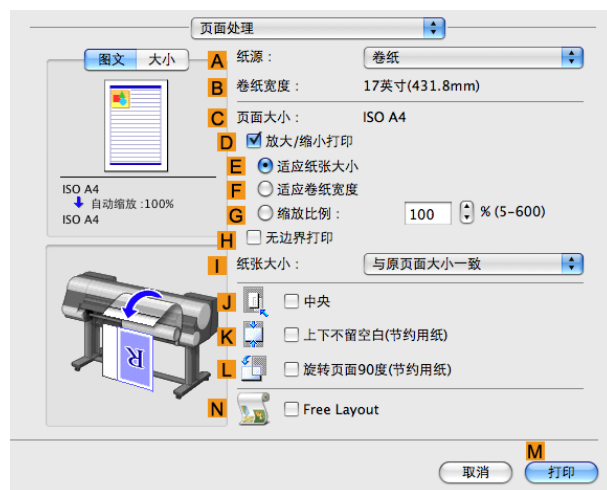 页面处理
图文 大小
A 纸源： 卷纸
B 卷纸宽度： 17英寸(431.8mm)
C 页面大小： ISO A4
D 放大/缩小打印
E 适应纸张大小
F 适应卷纸宽度
G 缩放比例： 100 % (5-600)
H 无边界打印
ISO A4
自动缩放 :100%
ISO A4
I 纸张大小： 与原页面大小一致
J 中央
K 上下不留空白(节约用纸)
L 旋转页面90度(节约用纸)
R
N Free Layout
M
取消 打印